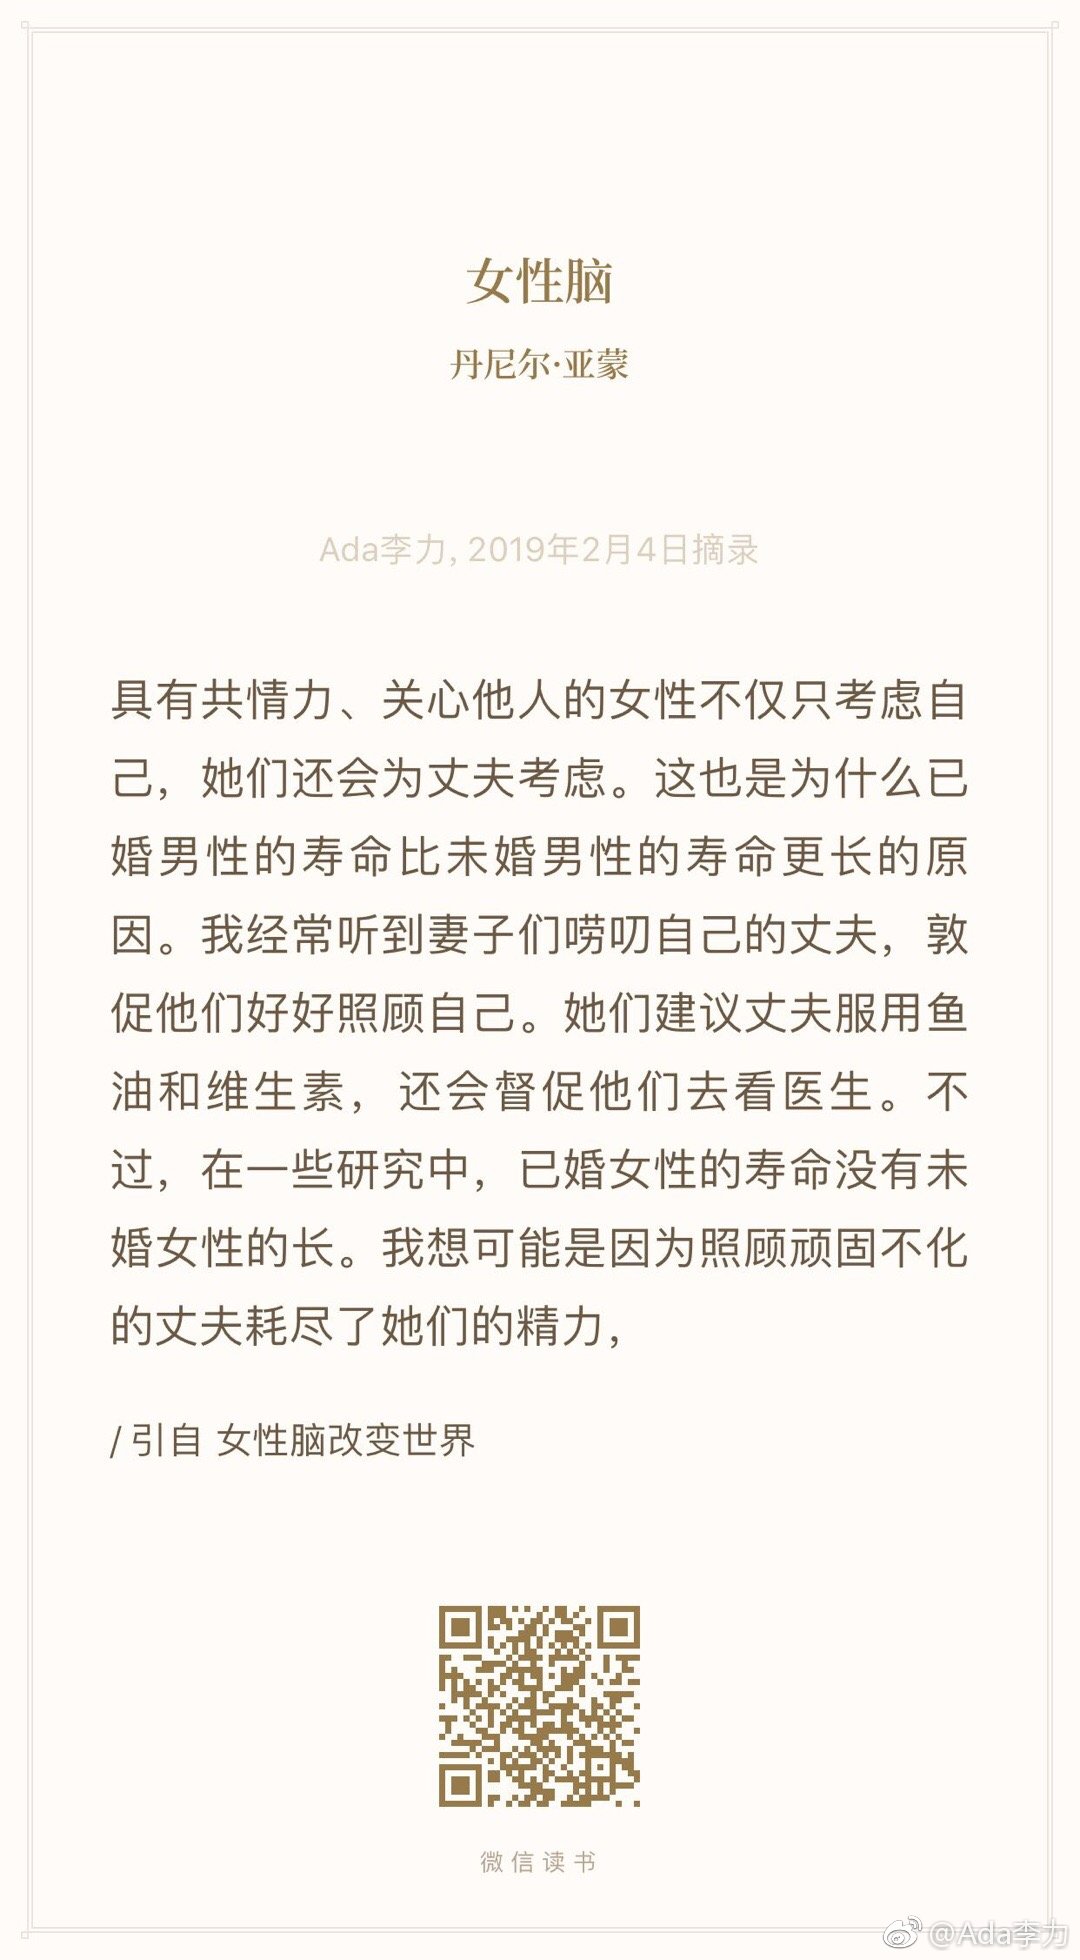 女性脑
丹尼尔·亚蒙
Ada李力, 2019年2月4日摘录
具有共情力、关心他人的女性不仅只考虑自
己，她们还会为丈夫考虑。这也是为什么已
婚男性的寿命比未婚男性的寿命更长的原
因。我经常听到妻子们唠叨自己的丈夫，敦
促他们好好照顾自己。她们建议丈夫服用鱼
油和维生素，还会督促他们去看医生。不
过，在一些研究中，已婚女性的寿命没有未
婚女性的长。我想可能是因为照顾顽固不化
的丈夫耗尽了她们的精力，
/ 引自 女性脑改变世界
微信读书
@Ada李力